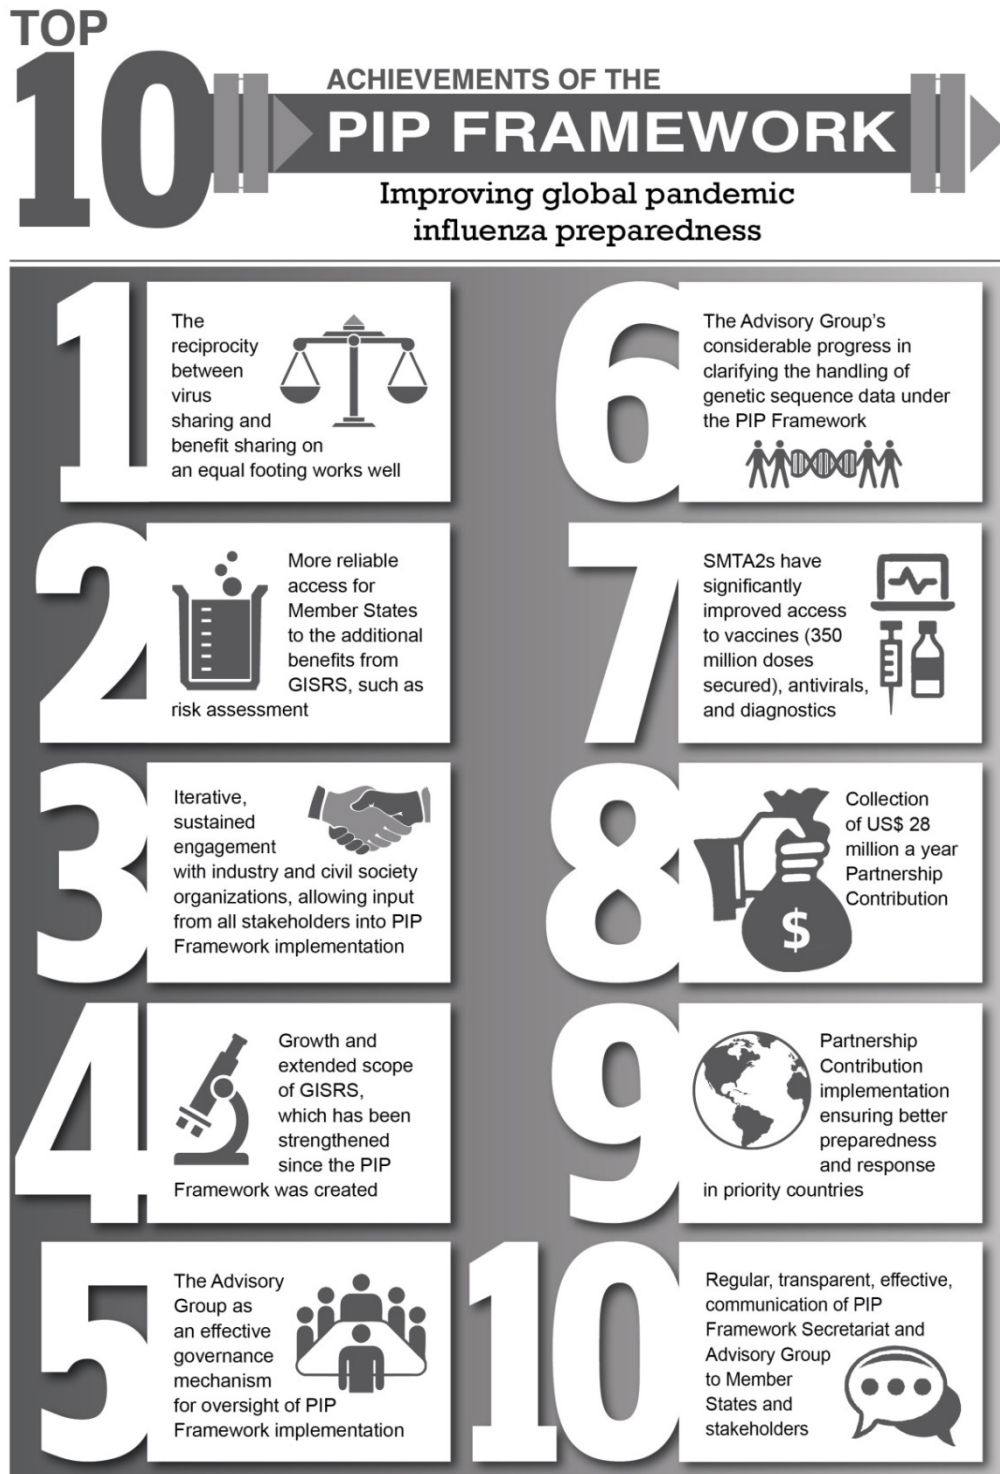 TOP
10
ACHIEVEMENTS OF THE
PIP FRAMEWORK
Improving global pandemic
influenza preparedness
1
The
reciprocity
between
virus
sharing and
benefit sharing on
an equal footing works well
2
More reliable
access for
Member States
to the additional
benefits from
GISRS, such as
risk assessment
3
Iterative,
sustained
engagement
with industry and civil society
organizations, allowing input
from all stakeholders into PIP
Framework implementation
4
Growth and
extended scope
of GISRS,
which has been
strengthened
since the PIP
Framework was created
5
The Advisory
Group as
an effective
governance
mechanism
for oversight of PIP
Framework implementation
6
The Advisory Group's
considerable progress in
clarifying the handling of
genetic sequence data under
the PIP Framework
7
SMTA2s have
significantly
improved access
to vaccines (350
million doses
secured), antivirals,
and diagnostics
8
Collection
of US$ 28
million a year
Partnership
Contribution
$
9
Partnership
Contribution
implementation
ensuring better
preparedness
and response
in priority countries
10
Regular, transparent, effective,
communication of PIP
Framework Secretariat and
Advisory Group
to Member
States and
stakeholders